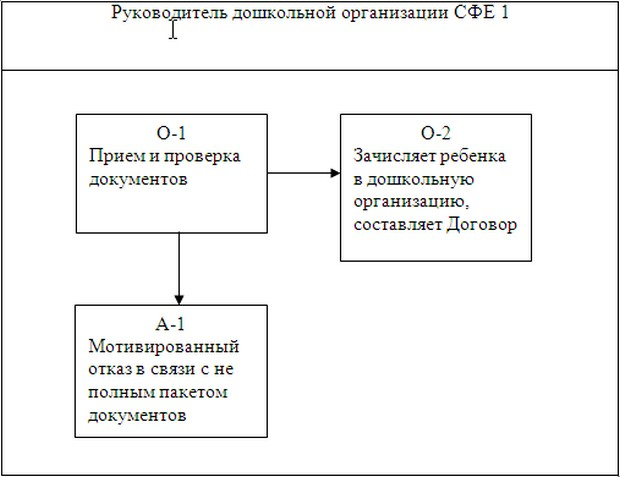 Руководитель дошкольной организации СФЕ 1
О-1
Прием и проверка
документов
О-2
Зачисляет ребенка
в дошкольную
организацию,
составляет Договор
А-1
Мотивированный
отказ в связи с не
полным пакетом
документов